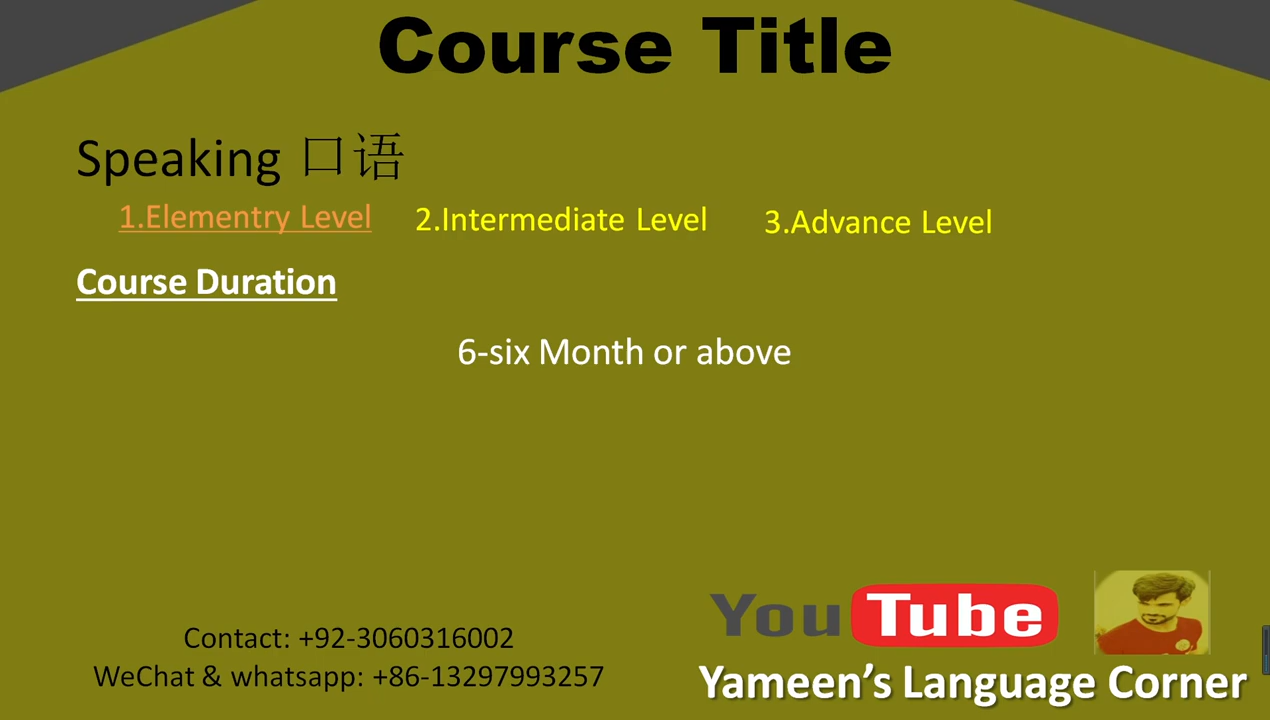 Course Title
Speaking 口语
1.Elementry Level 2.Intermediate Level 3.Advance Level
Course Duration
6-six Month or above
YouTube
Contact: +92-3060316002
WeChat & whatsapp: +86-13297993257
Yameen’s Language Corner